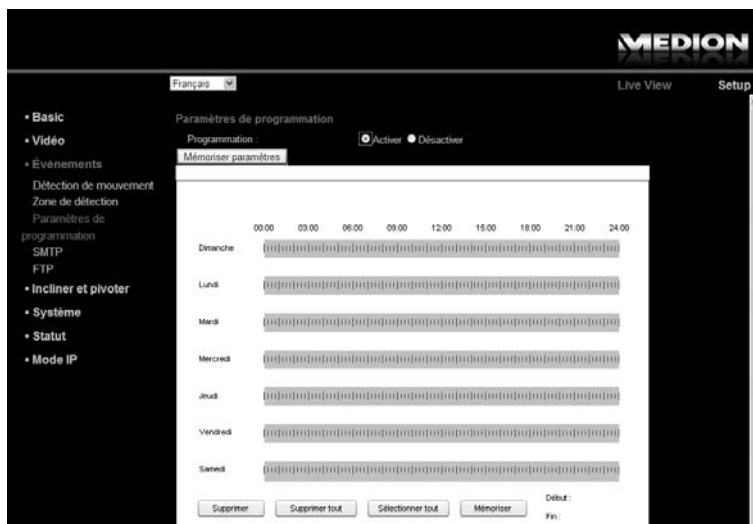 MEDION
Français
Live View Setup
Basic
Vidéo
Évènements
Détection de mouvement
Zone de détection
Paramètres de
programmation
SMTP
FTP
Incliner et pivoter
Système
Statut
Mode IP
Paramètres de programmation
Programmation : Activer Désactiver
Mémoriser paramètres
00:00 03:00 06:00 09:00 12:00 15:00 18:00 21:00 24:00
Dimanche
Lundi
Mardi
Mercredi
Jeudi
Vendredi
Samedi
Supprimer Supprimer tout Sélectionner tout Mémoriser
Début :
Fin :